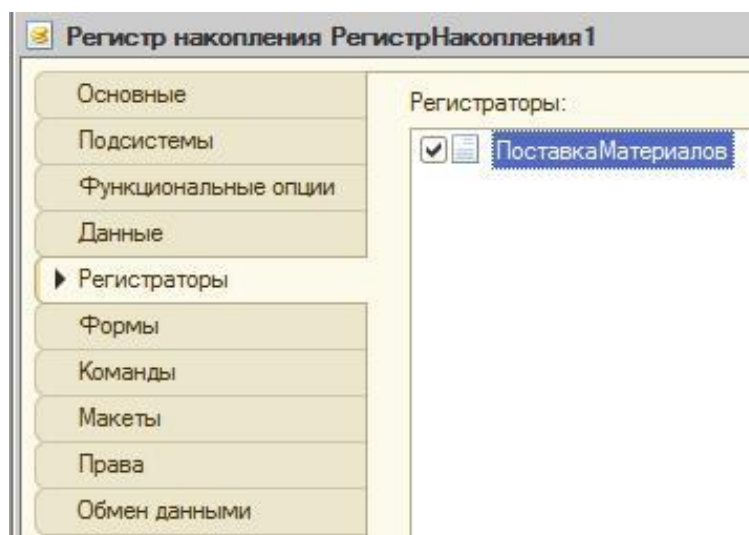 Регистр накопления РегистрНакопления1
Основные
Подсистемы
Функциональные опции
Данные
Регистраторы
Формы
Команды
Макеты
Права
Обмен данными
Регистраторы:
ПоставкаМатериалов